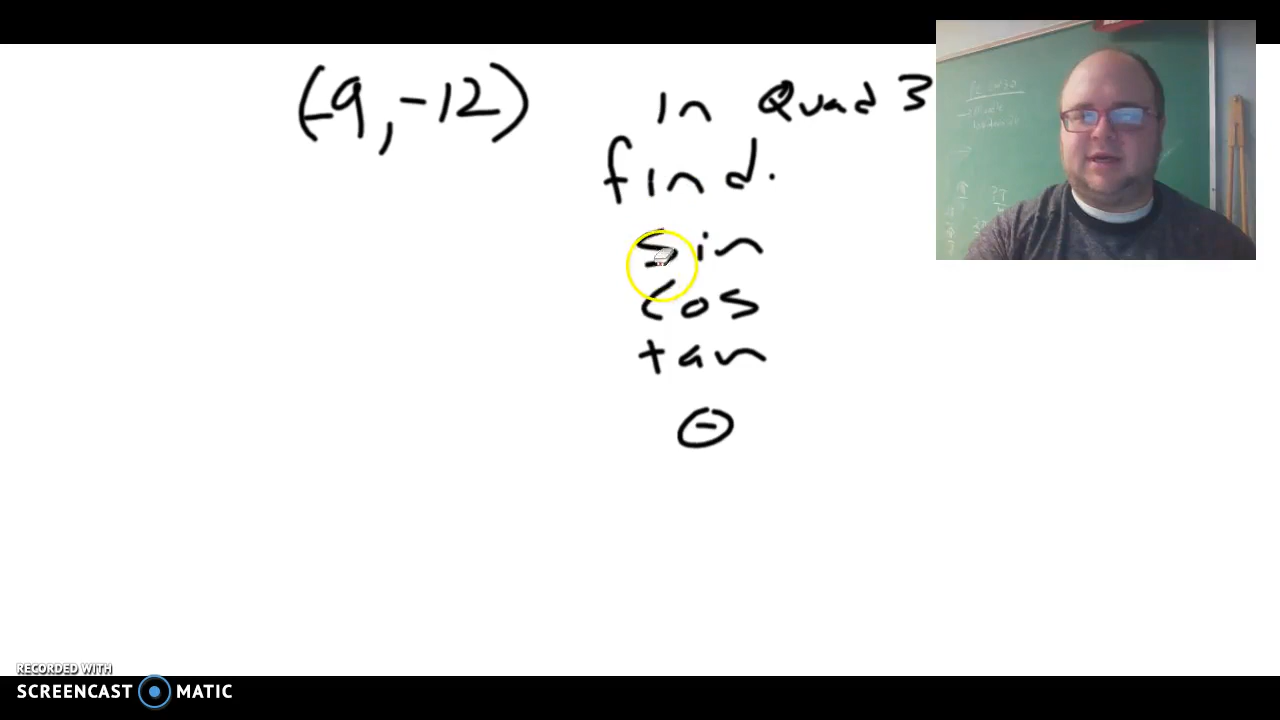 (-9, -12) in Quad 3
find.
Sin
Cos
tan
Θ
RECORDED WITH
SCREENCAST MATIC